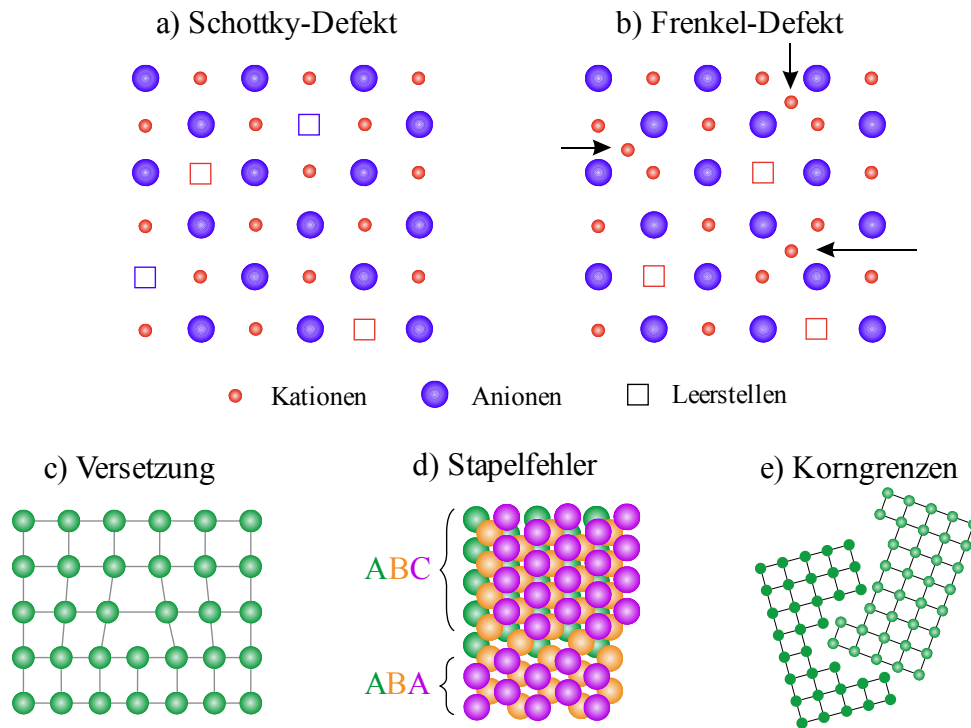 a) Schottky-Defekt
b) Frenkel-Defekt
Kationen
Anionen
Leerstellen
c) Versetzung
d) Stapelfehler
e) Korngrenzen
ABC
ABA